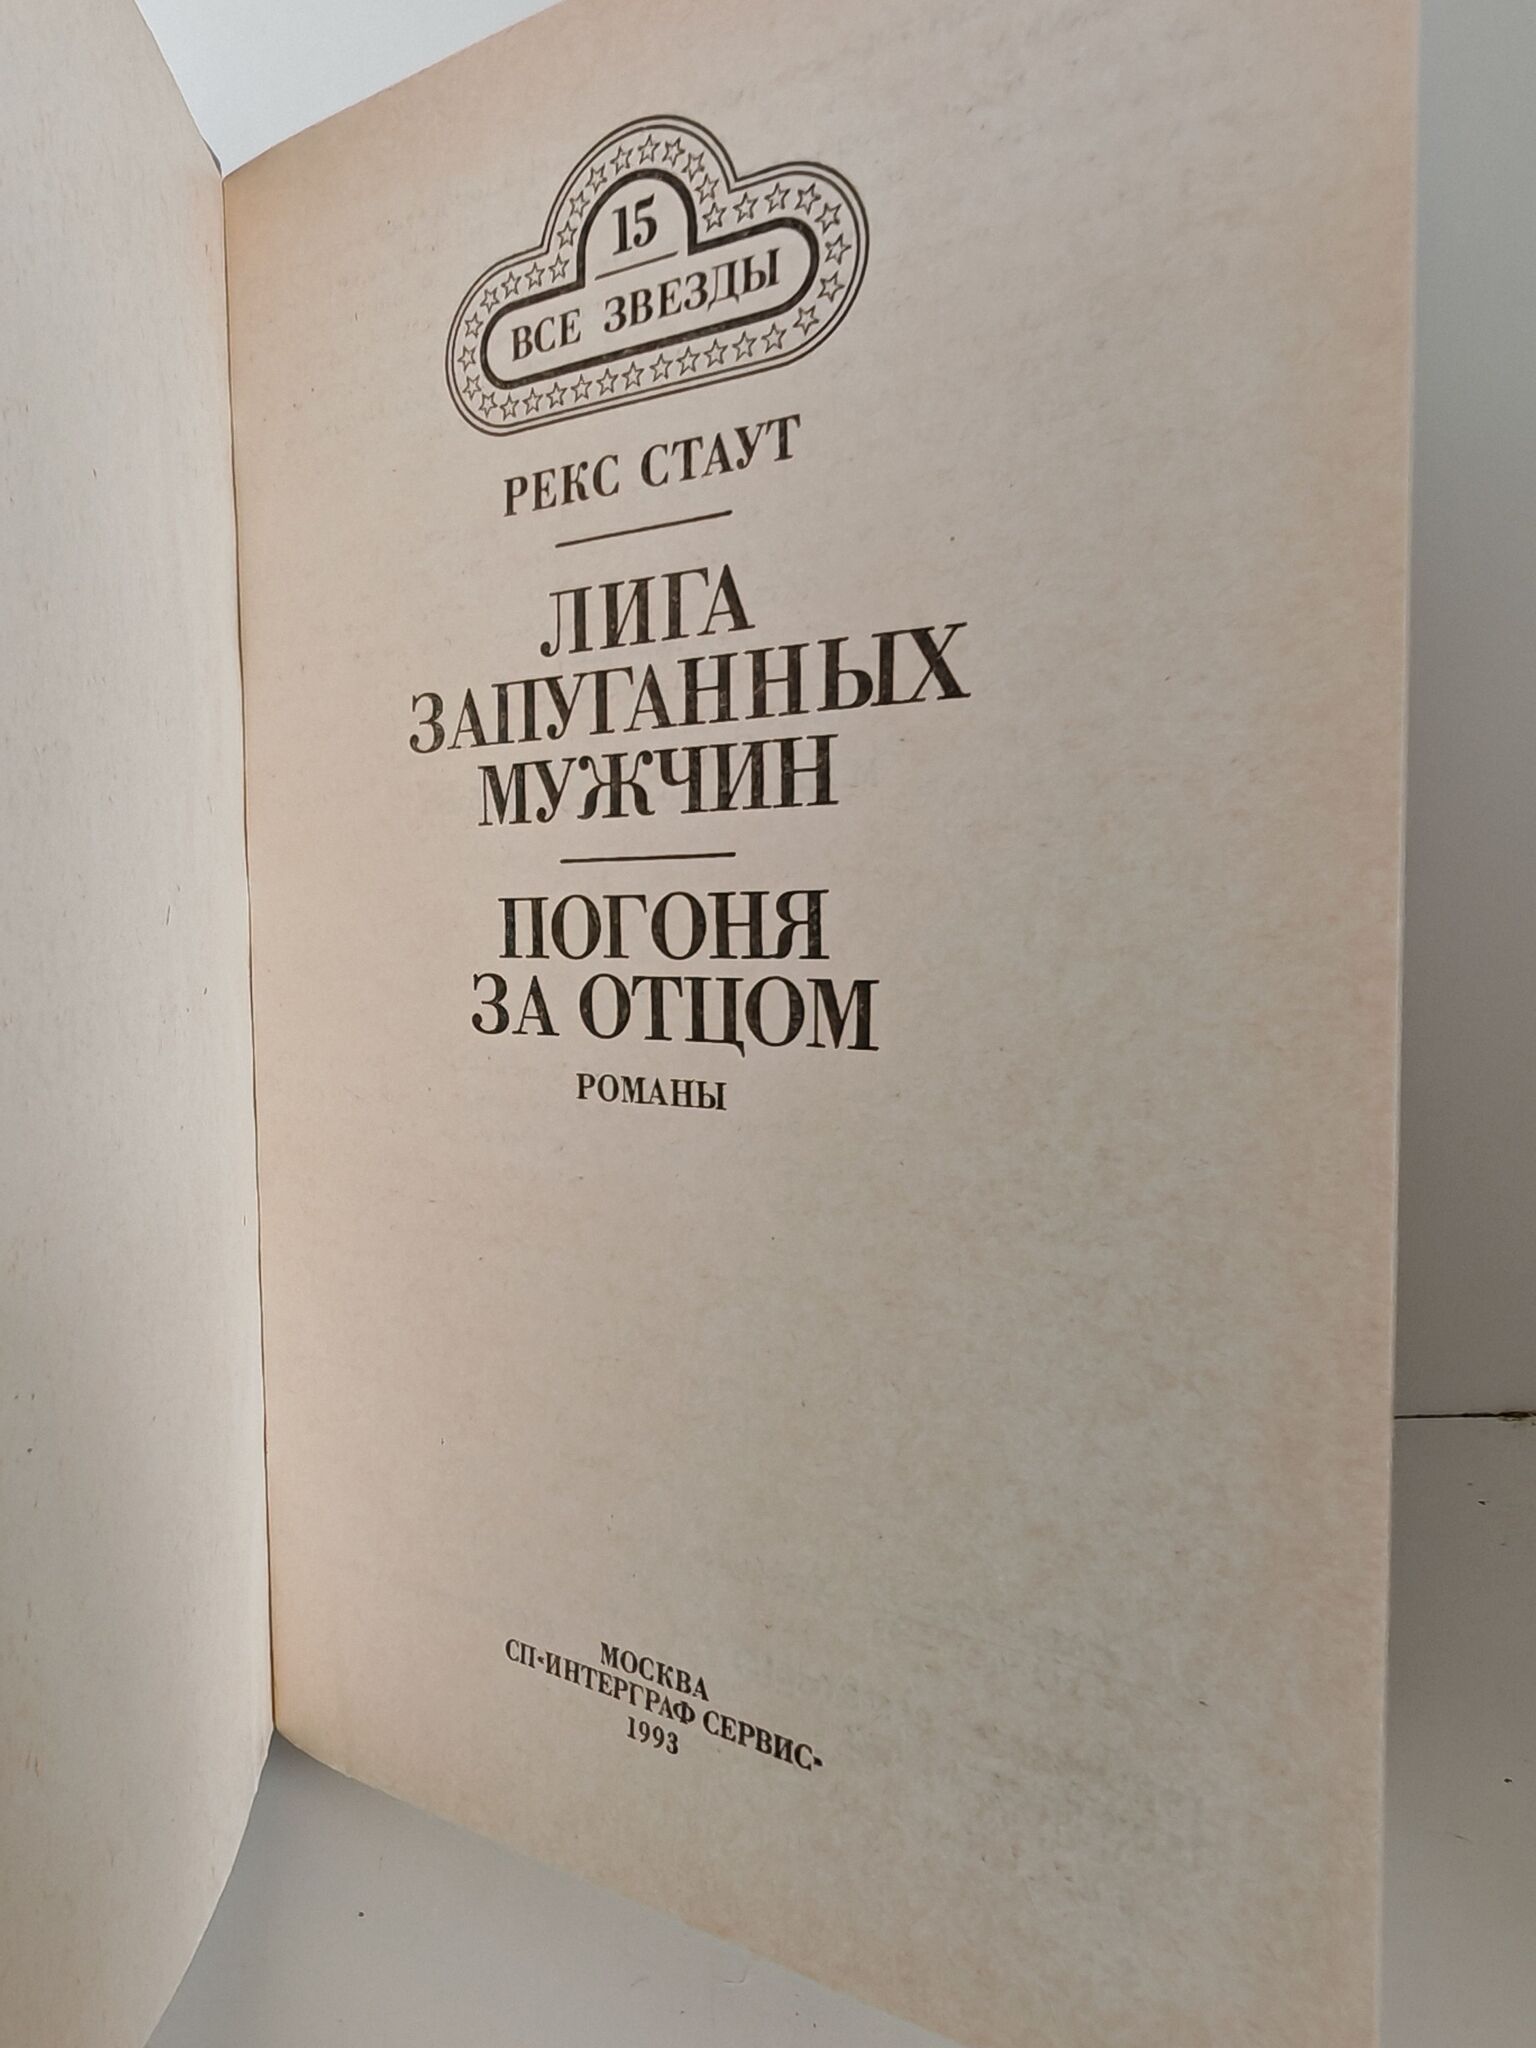 15
ВСЕ ЗВЕЗДЫ
РЕКС СТАУТ
ЛИГА
ЗАПУГАННЫХ
МУЖЧИН
ПОГОНЯ
ЗА ОТЦОМ
РОМАНЫ
МОСКВА
СП«ИНТЕРГРАФ СЕРВИС»
1993